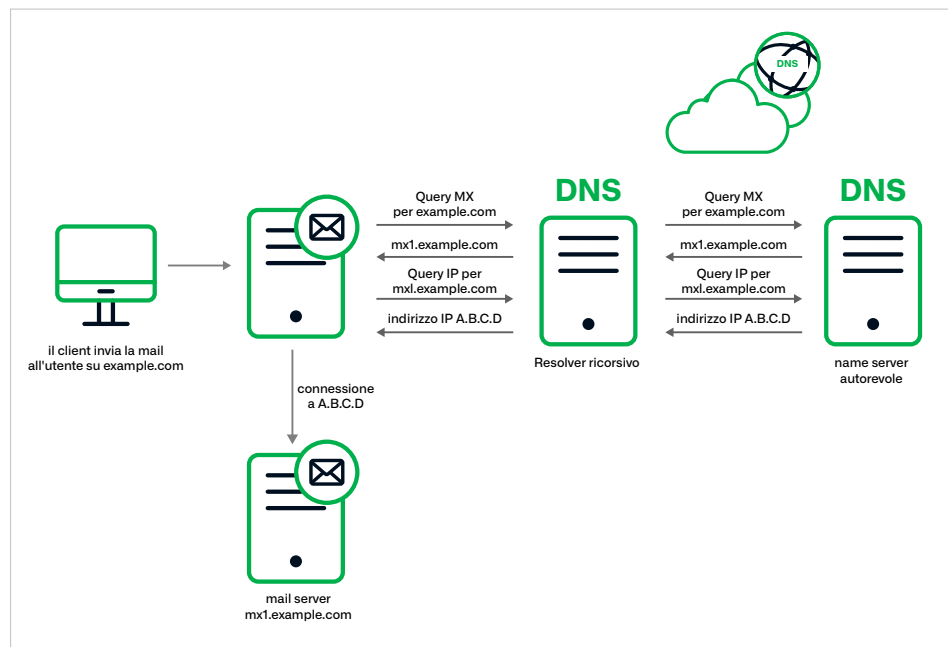 DNS
DNS
DNS
Query MX
per example.com
mx1.example.com
Query IP per
mxl.example.com
indirizzo IP A.B.C.D
Query MX
per example.com
mx1.example.com
Query IP per
mxl.example.com
indirizzo IP A.B.C.D
il client invia la mail
all'utente su example.com
Resolver ricorsivo
name server
autorevole
connessione
a A.B.C.D
mail server
mx1.example.com